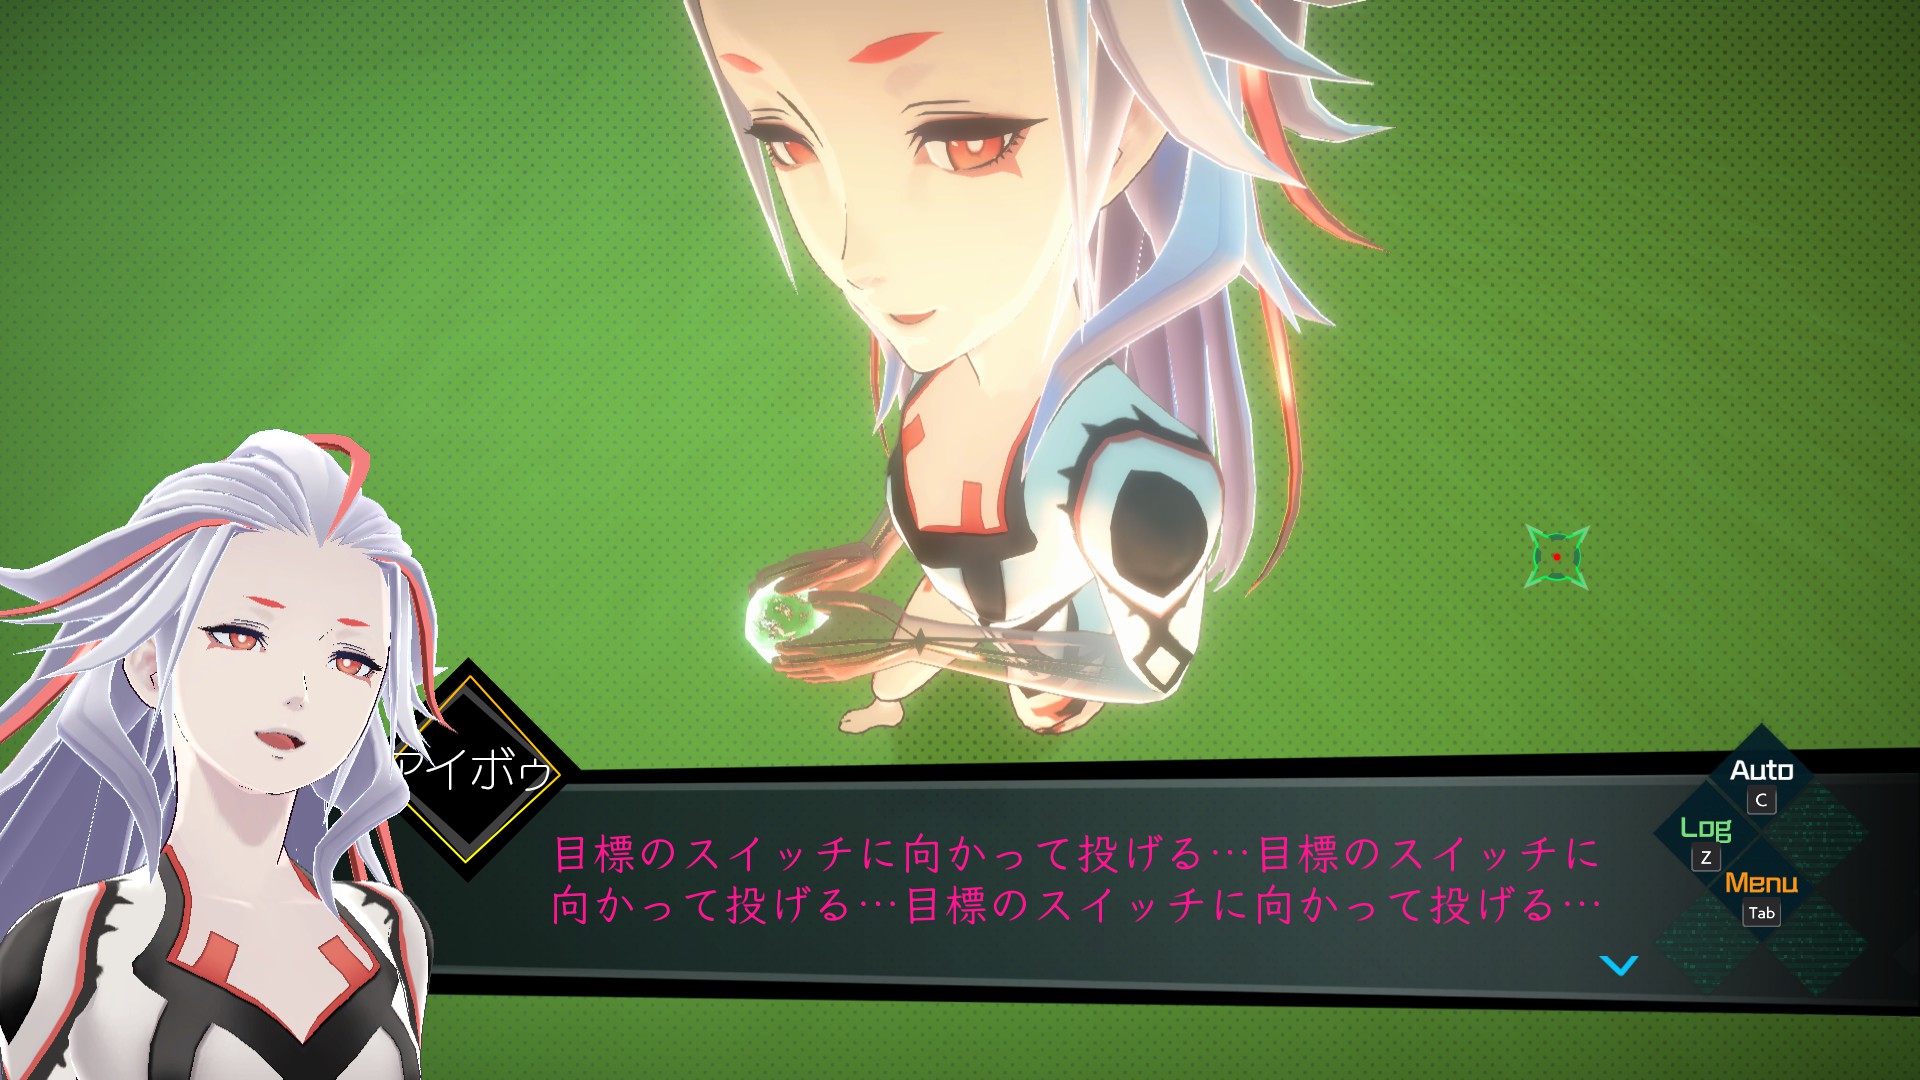 アイボゥ
目標のスイッチに向かって投げる…目標のスイッチに
向かって投げる…目標のスイッチに向かって投げる…
Auto
C
Log
Z
Menu
Tab